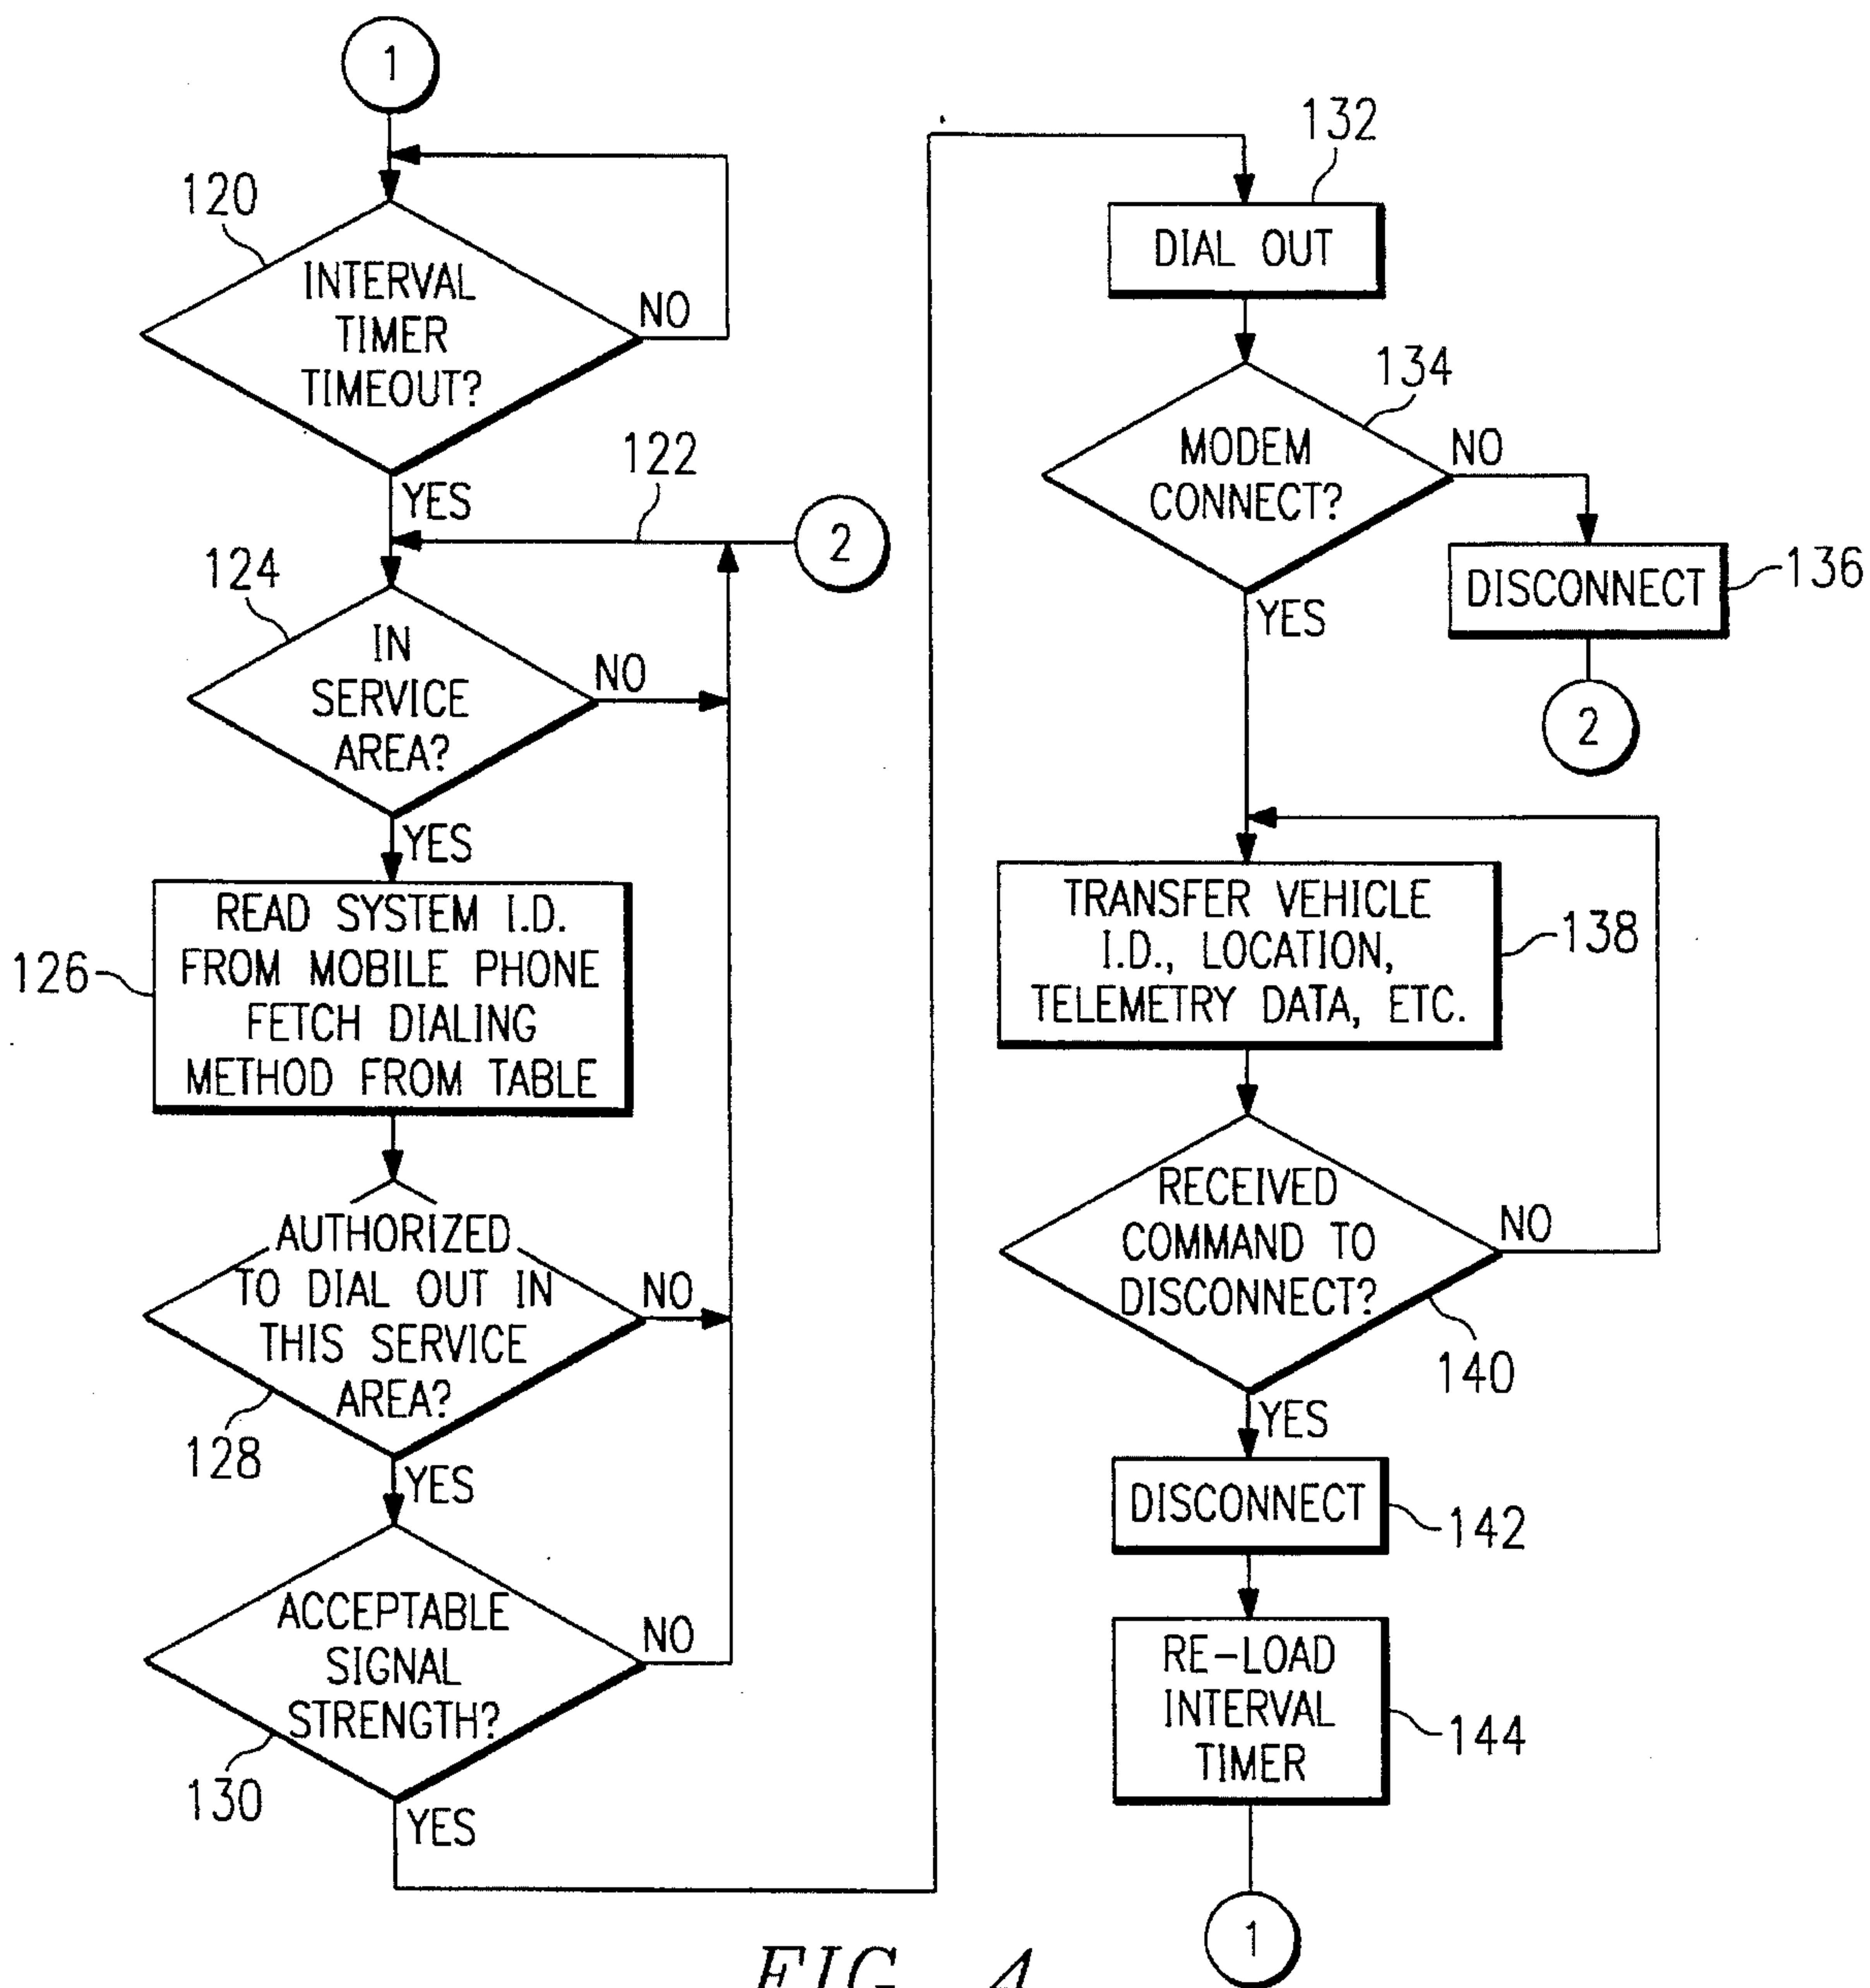 1
120
INTERVAL
TIMER
TIMEOUT?
NO
YES
122
2
124
IN
SERVICE
AREA?
NO
YES
126
READ SYSTEM I.D.
FROM MOBILE PHONE
FETCH DIALING
METHOD FROM TABLE
AUTHORIZED
TO DIAL OUT IN
THIS SERVICE
AREA?
NO
128
YES
ACCEPTABLE
SIGNAL
STRENGTH?
NO
130
YES
132
DIAL OUT
134
MODEM
CONNECT?
NO
YES
DISCONNECT
136
2
TRANSFER VEHICLE
I.D., LOCATION,
TELEMETRY DATA, ETC.
138
RECEIVED
COMMAND TO
DISCONNECT?
NO
140
YES
DISCONNECT
142
RE-LOAD
INTERVAL
TIMER
144
1
FIG. 4